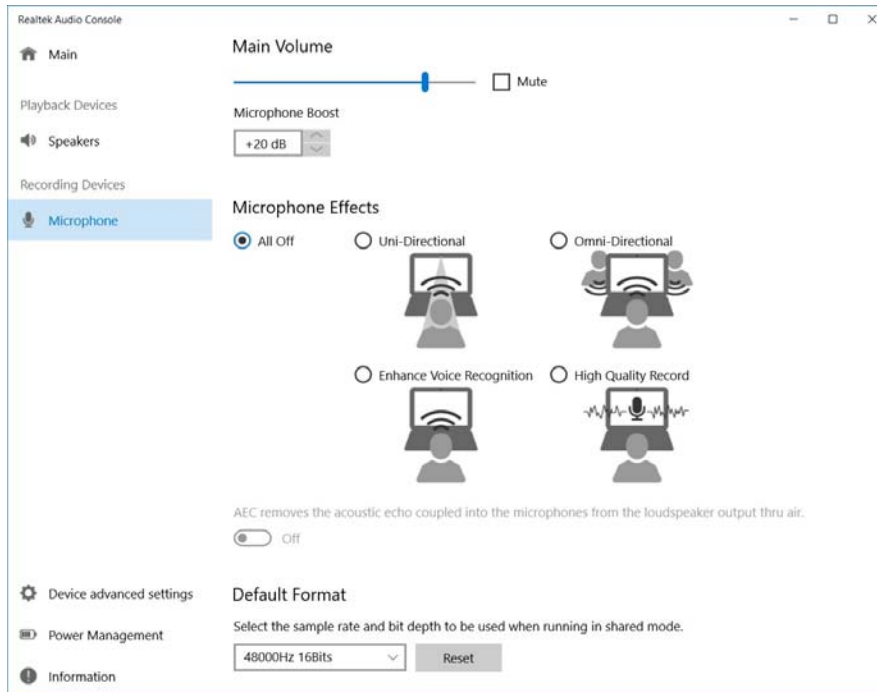 Realtek Audio Console
Main
Playback Devices
Speakers
Recording Devices
Microphone
Device advanced settings
Power Management
Information
Main Volume
Mute
Microphone Boost
+20 dB
Microphone Effects
All Off
Uni-Directional
Omni-Directional
Enhance Voice Recognition
High Quality Record
AEC removes the acoustic echo coupled into the microphones from the loudspeaker output thru air.
Off
Default Format
Select the sample rate and bit depth to be used when running in shared mode.
48000Hz 16Bits
Reset